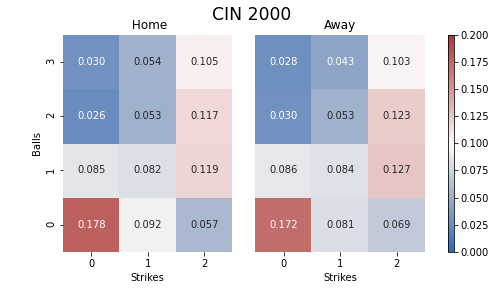 CIN 2000
Home Away
Balls
3 0.030 0.054 0.105 0.028 0.043 0.103
2 0.026 0.053 0.117 0.030 0.053 0.123
1 0.085 0.082 0.119 0.086 0.084 0.127
0 0.178 0.092 0.057 0.172 0.081 0.069
0 1 2 0 1 2
Strikes Strikes
0.200
0.175
0.150
0.125
0.100
0.075
0.050
0.025
0.000